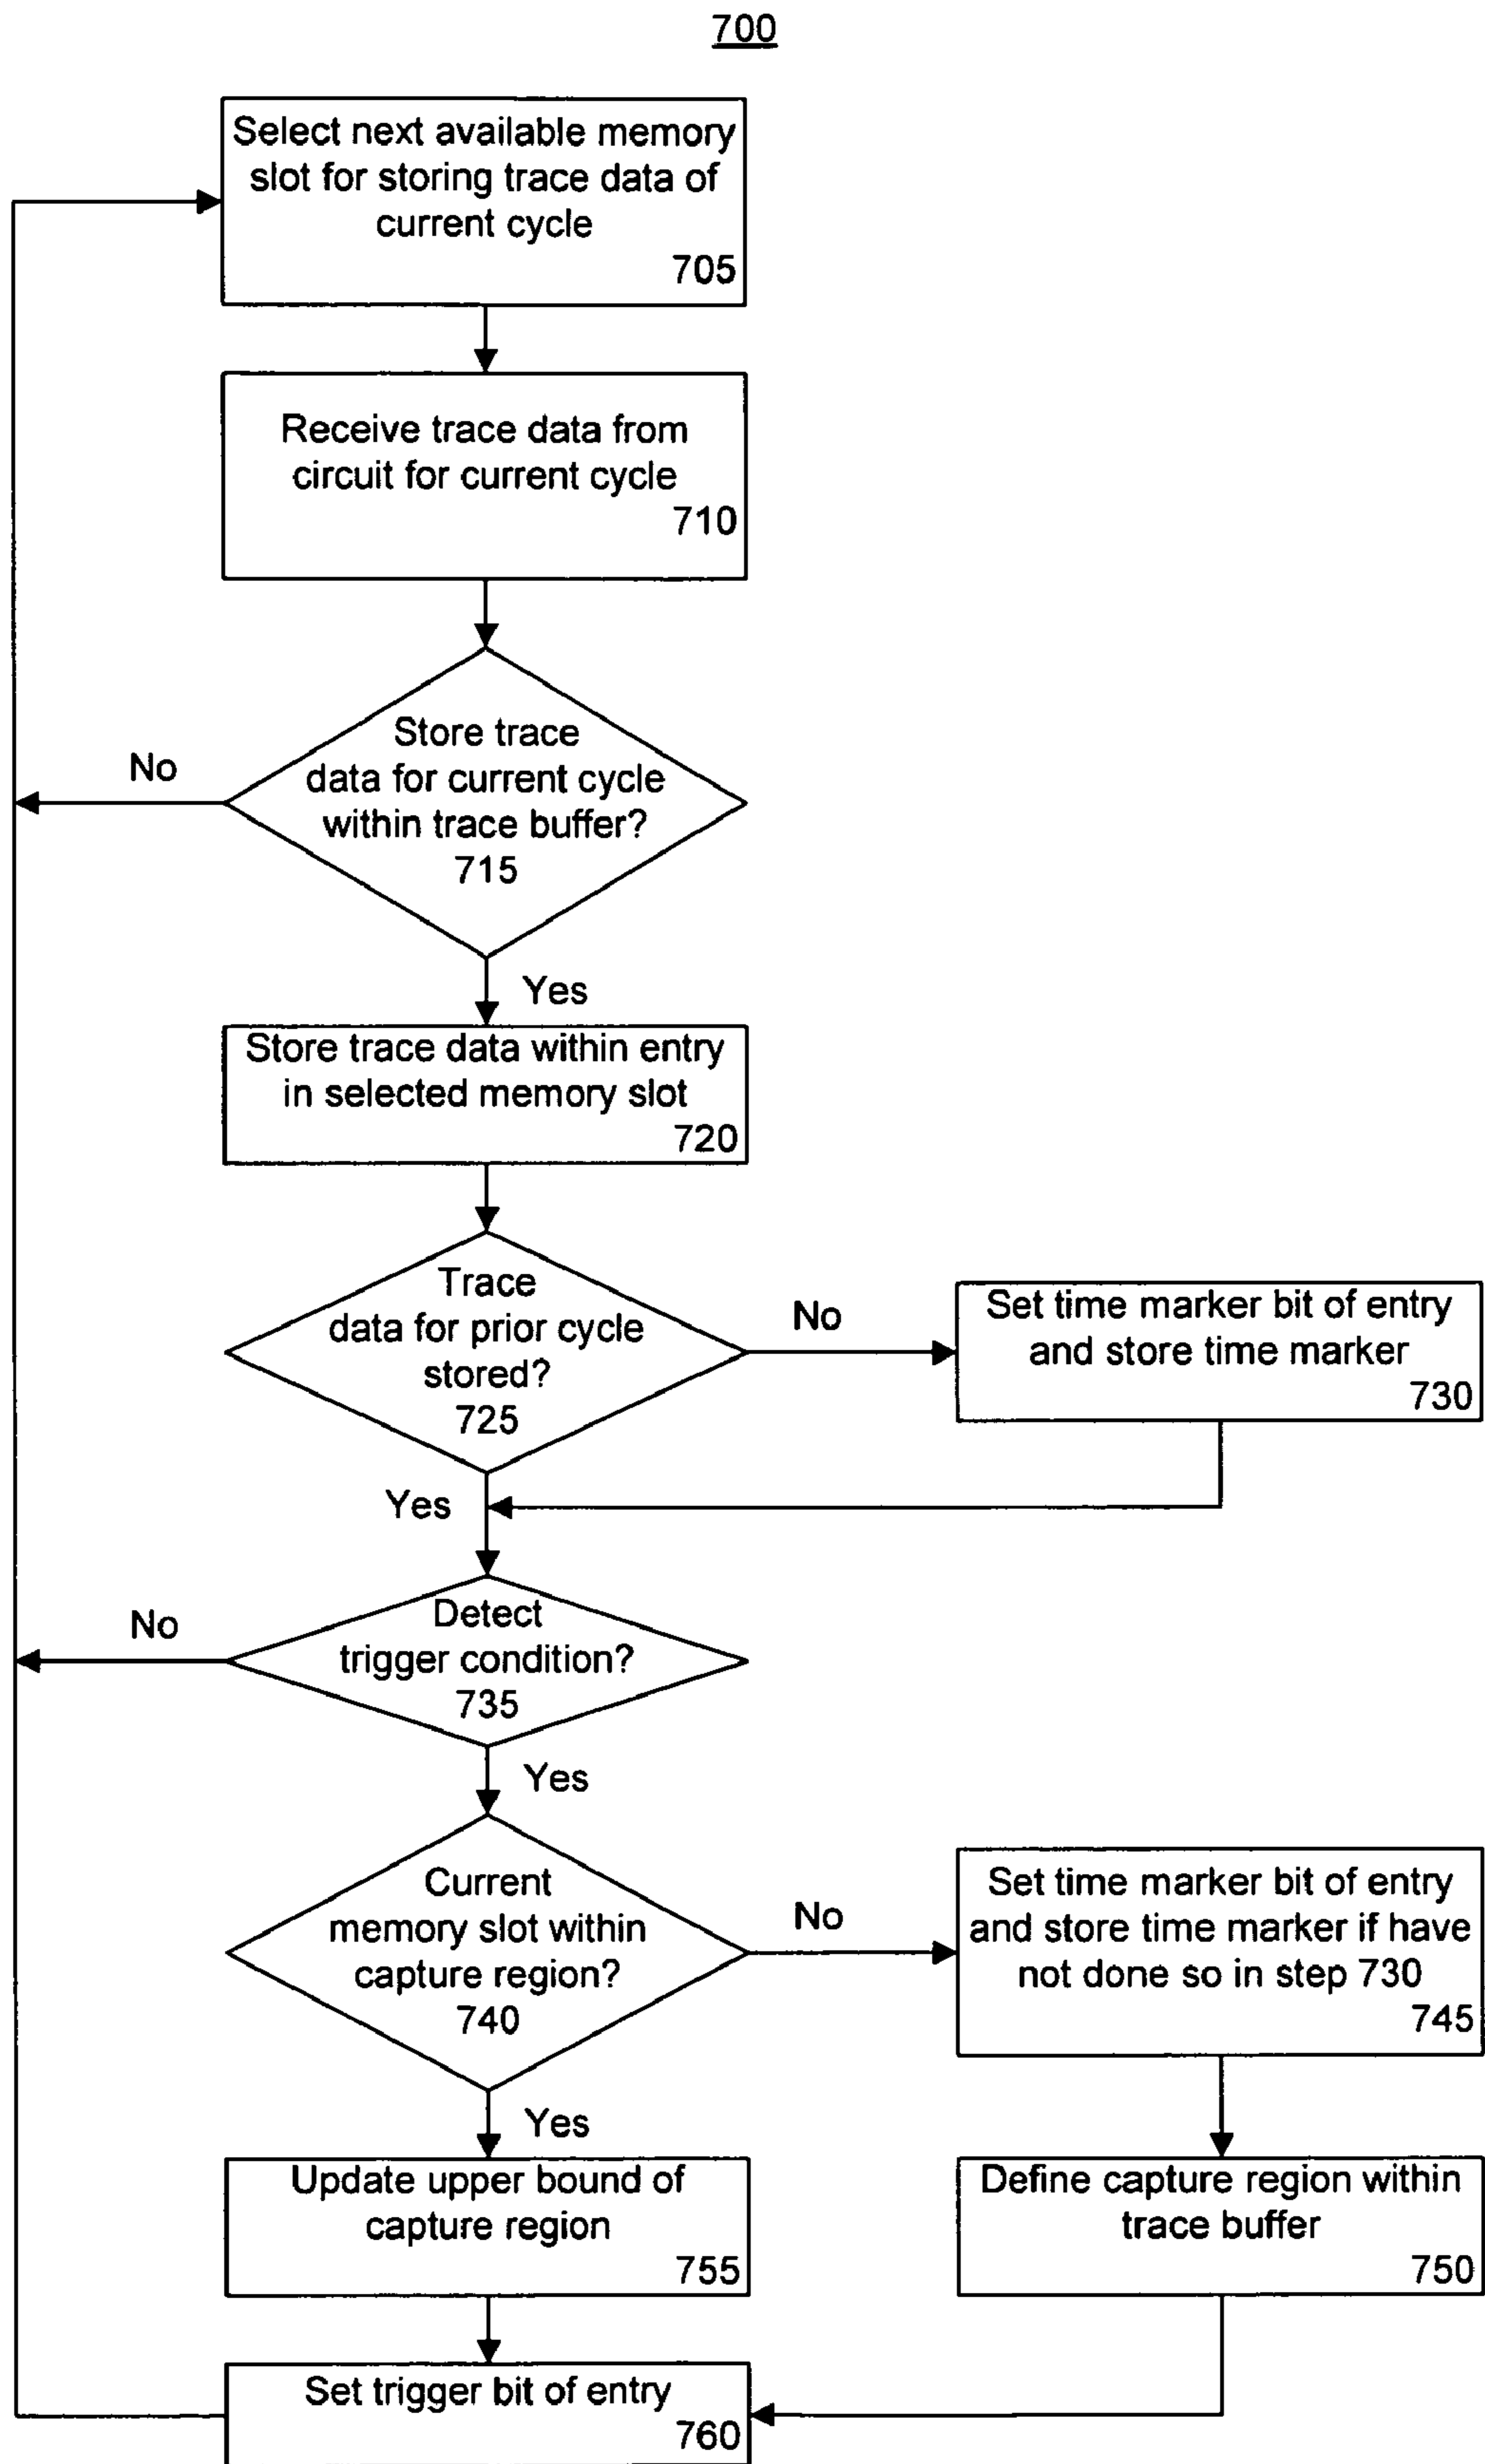 700
Select next available memory
slot for storing trace data of
current cycle
705
Receive trace data from
circuit for current cycle
710
Store trace
data for current cycle
within trace buffer?
715
No
Yes
Store trace data within entry
in selected memory slot
720
Trace
data for prior cycle
stored?
725
No
Set time marker bit of entry
and store time marker
730
Yes
Detect
trigger condition?
735
No
Yes
Current
memory slot within
capture region?
740
No
Set time marker bit of entry
and store time marker if have
not done so in step 730
745
Yes
Update upper bound of
capture region
755
Define capture region within
trace buffer
750
Set trigger bit of entry
760